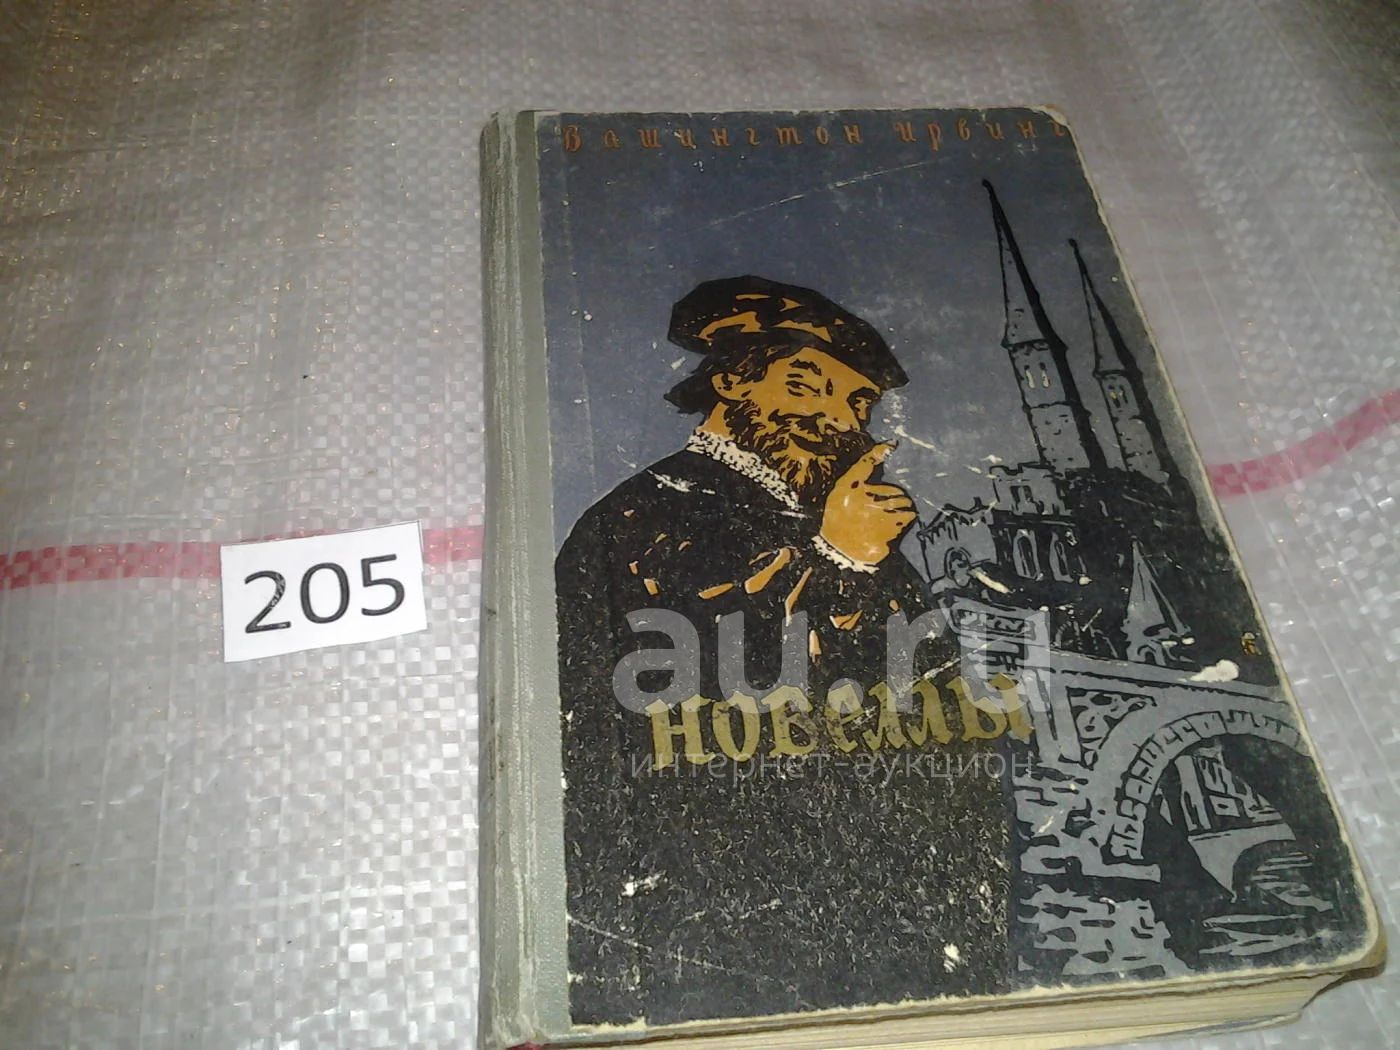 Вашингтон Ирвинг
205
au.ru
новеллы
интернет-аукцион